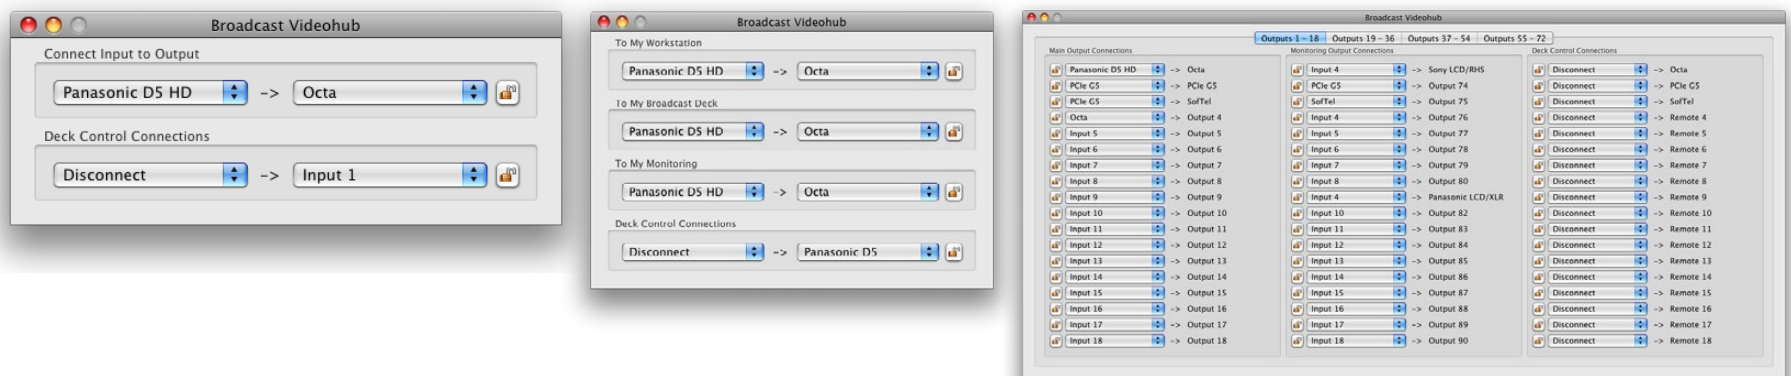 Broadcast Videohub
Connect Input to Output
Panasonic D5 HD -> Octa
Deck Control Connections
Disconnect -> Input 1
Broadcast Videohub
To My Workstation
Panasonic D5 HD -> Octa
To My Broadcast Deck
Panasonic D5 HD -> Octa
To My Monitoring
Panasonic D5 HD -> Octa
Deck Control Connections
Disconnect -> Panasonic D5
Broadcast Videohub
Outputs 1 - 18 Outputs 19 - 36 Outputs 37 - 54 Outputs 55 - 72
Main Output Connections Monitoring Output Connections Deck Control Connections
Panasonic D5 HD -> Octa Input 4 -> Sony LCD/RHS Disconnect -> Octa
PCIe G5 -> PCIe G5 PCIe G5 -> Output 74 Disconnect -> PCIe G5
PCIe G5 -> SofTel SofTel -> Output 75 Disconnect -> SofTel
Octa -> Output 4 Input 4 -> Output 76 Disconnect -> Remote 4
Input 5 -> Output 5 Input 5 -> Output 77 Disconnect -> Remote 5
Input 6 -> Output 6 Input 6 -> Output 78 Disconnect -> Remote 6
Input 7 -> Output 7 Input 7 -> Output 79 Disconnect -> Remote 7
Input 8 -> Output 8 Input 8 -> Output 80 Disconnect -> Remote 8
Input 9 -> Output 9 Input 4 -> Panasonic LCD/XLR Disconnect -> Remote 9
Input 10 -> Output 10 Input 10 -> Output 82 Disconnect -> Remote 10
Input 11 -> Output 11 Input 11 -> Output 83 Disconnect -> Remote 11
Input 12 -> Output 12 Input 12 -> Output 84 Disconnect -> Remote 12
Input 13 -> Output 13 Input 13 -> Output 85 Disconnect -> Remote 13
Input 14 -> Output 14 Input 14 -> Output 86 Disconnect -> Remote 14
Input 15 -> Output 15 Input 15 -> Output 87 Disconnect -> Remote 15
Input 16 -> Output 16 Input 16 -> Output 88 Disconnect -> Remote 16
Input 17 -> Output 17 Input 17 -> Output 89 Disconnect -> Remote 17
Input 18 -> Output 18 Input 18 -> Output 90 Disconnect -> Remote 18